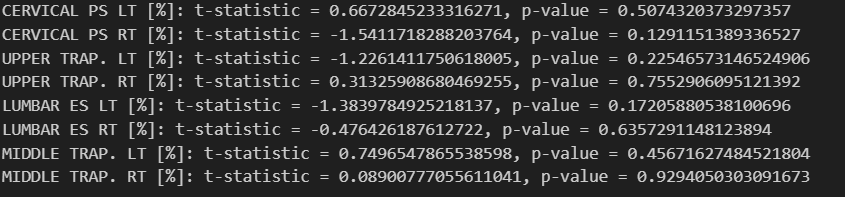 CERVICAL PS LT [%]: t-statistic = 0.6672845233316271, p-value = 0.5074320373297357
CERVICAL PS RT [%]: t-statistic = -1.5411718288203764, p-value = 0.1291151389336527
UPPER TRAP. LT [%]: t-statistic = -1.2261411750618005, p-value = 0.22546573146524906
UPPER TRAP. RT [%]: t-statistic = 0.31325908680469255, p-value = 0.7552906095121392
LUMBAR ES LT [%]: t-statistic = -1.3839784925218137, p-value = 0.17205880538100696
LUMBAR ES RT [%]: t-statistic = -0.476426187612722, p-value = 0.6357291148123894
MIDDLE TRAP. LT [%]: t-statistic = 0.7496547865538598, p-value = 0.45671627484521804
MIDDLE TRAP. RT [%]: t-statistic = 0.08900777055611041, p-value = 0.9294050303091673